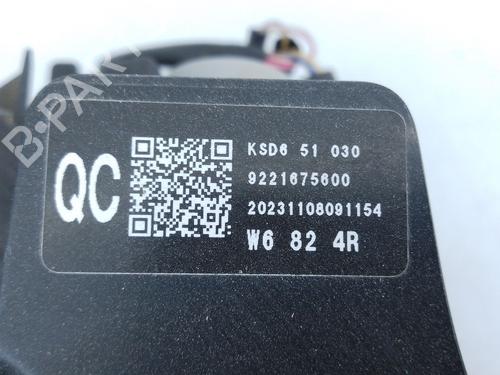 B-PARTS
QC
KSD6 51 030
9221675600
20231108091154
W6 82 4R